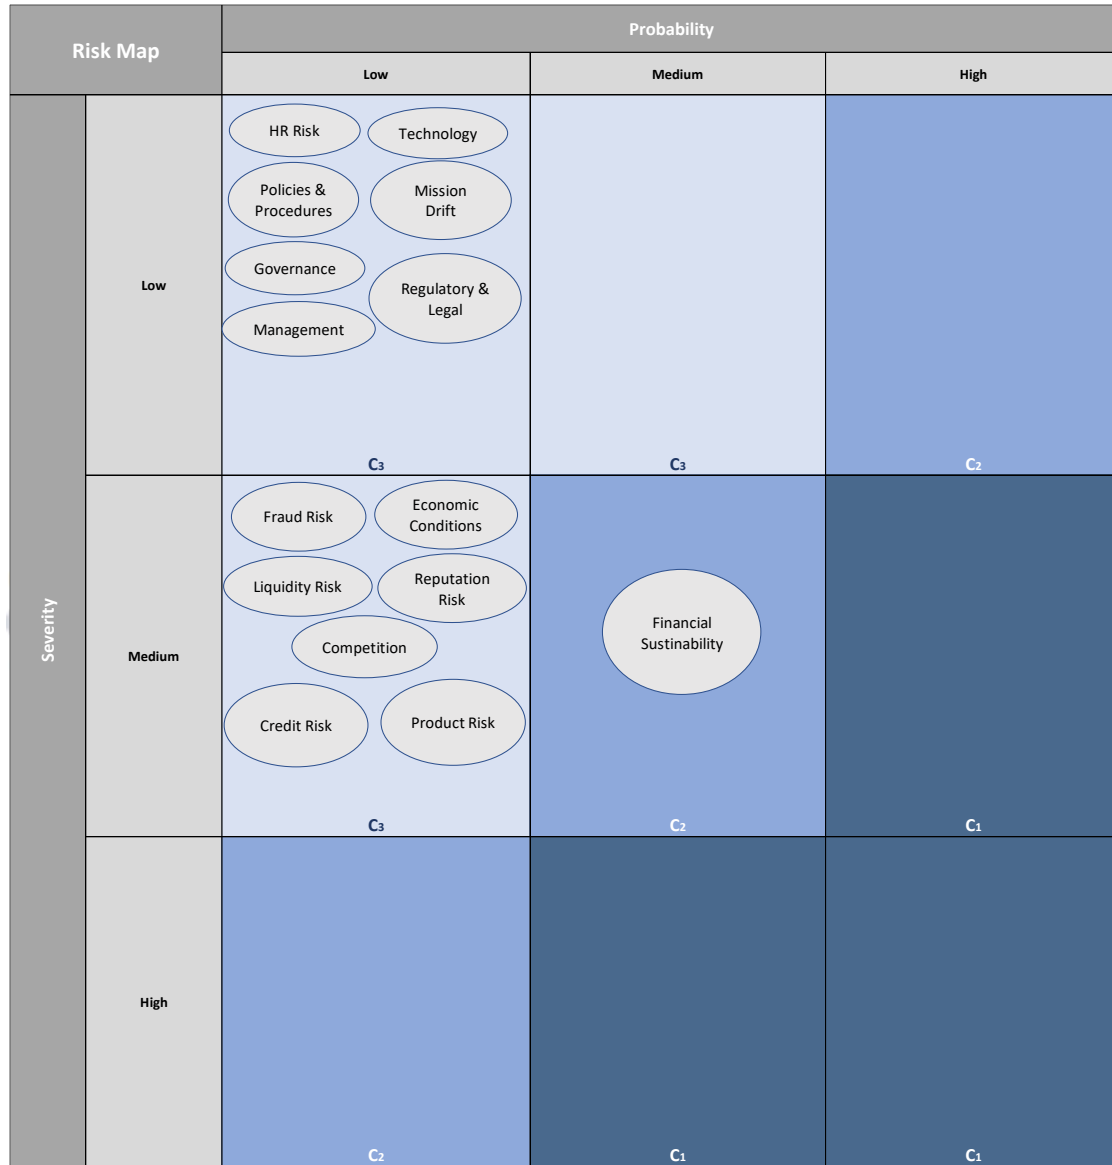 Risk Map
Probability
Low
Medium
High
Severity
Low
HR Risk
Technology
Policies &
Procedures
Mission
Drift
Governance
Regulatory &
Legal
Management
C3
C3
C2
Medium
Fraud Risk
Economic
Conditions
Liquidity Risk
Reputation
Risk
Competition
Credit Risk
Product Risk
Financial
Sustinability
C3
C2
C1
High
C2
C1
C1